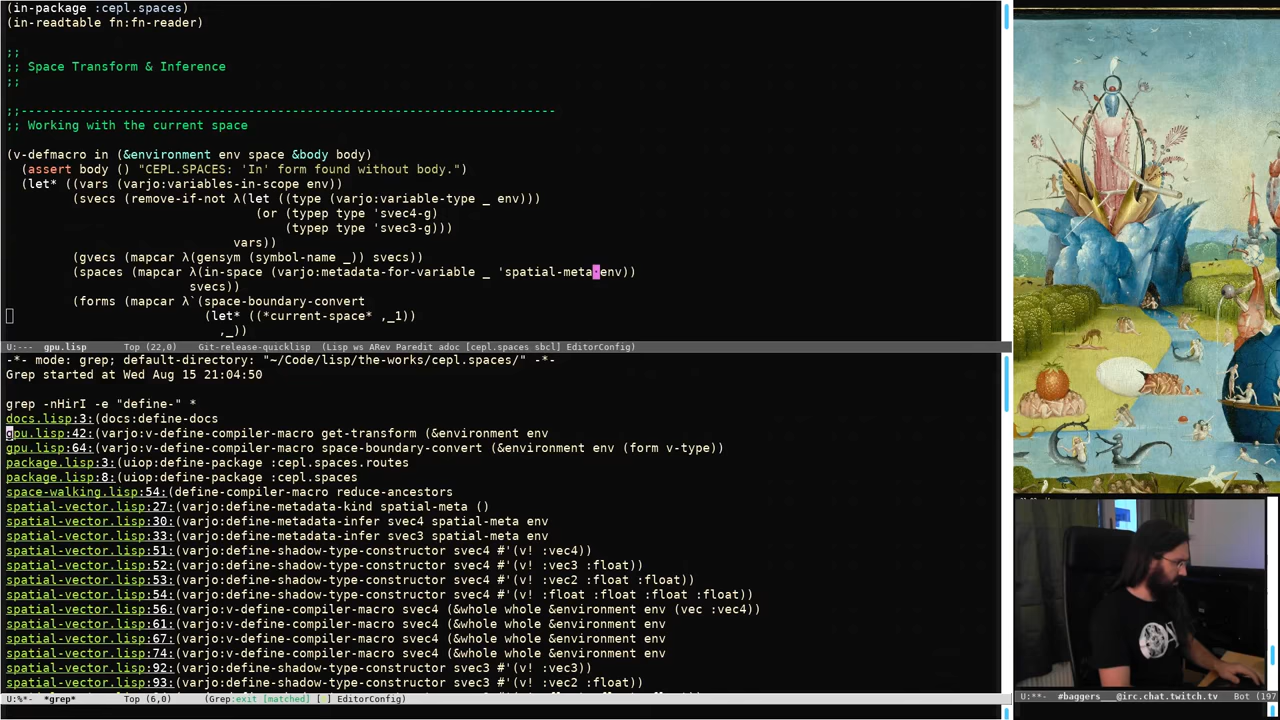 (in-package :cepl.spaces)
(in-readtable fn:fn-reader)
;;
;; Space Transform & Inference
;;
;;-------------------------------------------------------------------------
;; Working with the current space
(v-defmacro in (&environment env space &body body)
(assert body () "CEPL.SPACES: 'In' form found without body.")
(let* ((vars (varjo:variables-in-scope env))
(svecs (remove-if-not λ(let ((type (varjo:variable-type _ env)))
(or (typep type 'svec4-g)
(typep type 'svec3-g)))
vars))
(gvecs (mapcar λ(gensym (symbol-name _)) svecs))
(spaces (mapcar λ(in-space (varjo:metadata-for-variable _ 'spatial-meta env))
svecs))
(forms (mapcar λ`(space-boundary-convert
(let* ((*current-space* ,_1))
,_))
U:--- gpu.lisp Top (22,0) Git-release-quicklisp (Lisp ws ARev Paredit adoc [cepl.spaces sbcl] EditorConfig)
-*- mode: grep; default-directory: "~/Code/lisp/the-works/cepl.spaces/" -*-
Grep started at Wed Aug 15 21:04:50
grep -nHirI -e "define-" *
docs.lisp:3:(docs:define-docs
gpu.lisp:42:(varjo:v-define-compiler-macro get-transform (&environment env
gpu.lisp:64:(varjo:v-define-compiler-macro space-boundary-convert (&environment env (form v-type))
package.lisp:3:(uiop:define-package :cepl.spaces.routes
package.lisp:8:(uiop:define-package :cepl.spaces
space-walking.lisp:54:(define-compiler-macro reduce-ancestors
spatial-vector.lisp:27:(varjo:define-metadata-kind spatial-meta ()
spatial-vector.lisp:30:(varjo:define-metadata-infer svec4 spatial-meta env
spatial-vector.lisp:33:(varjo:define-metadata-infer svec3 spatial-meta env
spatial-vector.lisp:51:(varjo:define-shadow-type-constructor svec4 #'(v! :vec4))
spatial-vector.lisp:52:(varjo:define-shadow-type-constructor svec4 #'(v! :vec3 :float))
spatial-vector.lisp:53:(varjo:define-shadow-type-constructor svec4 #'(v! :vec2 :float :float))
spatial-vector.lisp:54:(varjo:define-shadow-type-constructor svec4 #'(v! :float :float :float :float))
spatial-vector.lisp:56:(varjo:v-define-compiler-macro svec4 (&whole whole &environment env (vec :vec4))
spatial-vector.lisp:61:(varjo:v-define-compiler-macro svec4 (&whole whole &environment env
spatial-vector.lisp:67:(varjo:v-define-compiler-macro svec4 (&whole whole &environment env
spatial-vector.lisp:74:(varjo:v-define-compiler-macro svec4 (&whole whole &environment env
spatial-vector.lisp:92:(varjo:define-shadow-type-constructor svec3 #'(v! :vec3))
spatial-vector.lisp:93:(varjo:define-shadow-type-constructor svec3 #'(v! :vec2 :float))
U:%*- *grep* Top (6,0) (Grep:exit [matched] [ ] EditorConfig)
U:**- #baggers___@irc.chat.twitch.tv Bot (197